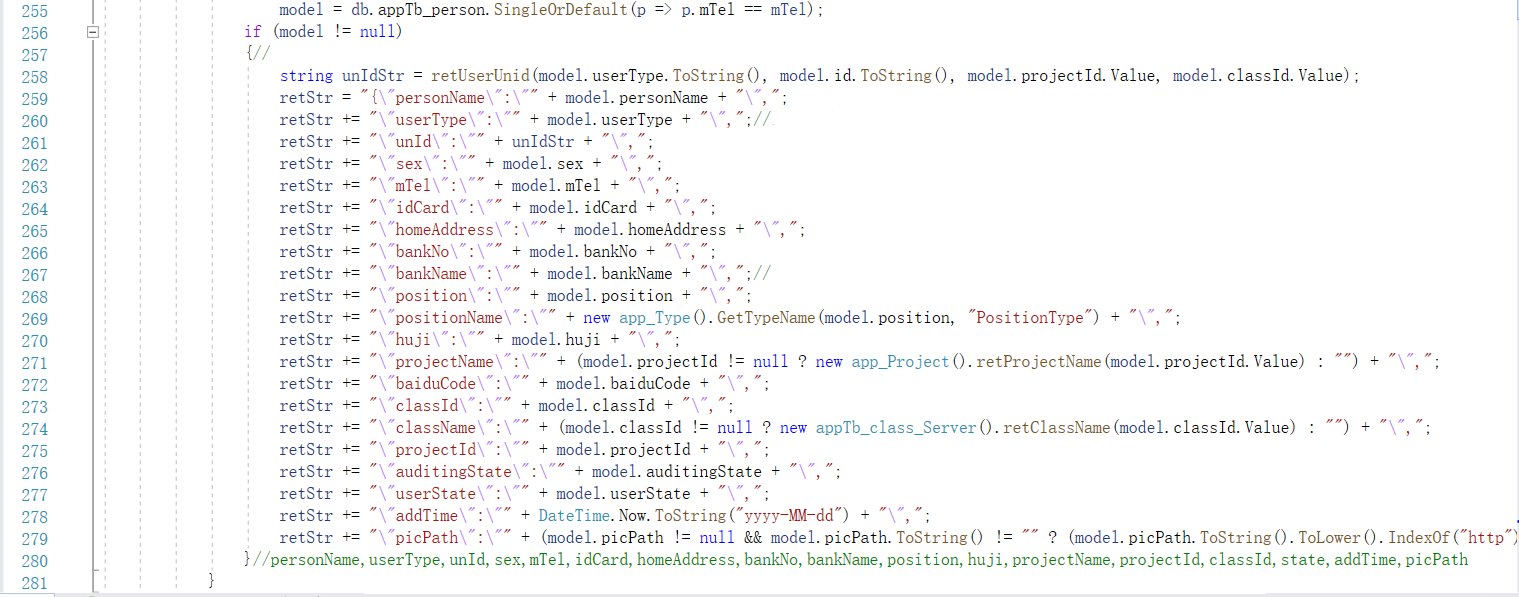 255 model = db.appTb_person.SingleOrDefault(p => p.mTel == mTel);
256 if (model != null)
257 {//
258 string unIdStr = retUserUnid(model.userType.ToString(), model.id.ToString(), model.projectId.Value, model.classId.Value);
259 retStr = "{\"personName\":\"" + model.personName + "\",";
260 retStr += "\"userType\":\"" + model.userType + "\",";//
261 retStr += "\"unId\":\"" + unIdStr + "\",";
262 retStr += "\"sex\":\"" + model.sex + "\",";
263 retStr += "\"mTel\":\"" + model.mTel + "\",";
264 retStr += "\"idCard\":\"" + model.idCard + "\",";
265 retStr += "\"homeAddress\":\"" + model.homeAddress + "\",";
266 retStr += "\"bankNo\":\"" + model.bankNo + "\",";
267 retStr += "\"bankName\":\"" + model.bankName + "\",";//
268 retStr += "\"position\":\"" + model.position + "\",";
269 retStr += "\"positionName\":\"" + new app_Type().GetTypeName(model.position, "PositionType") + "\",";
270 retStr += "\"huji\":\"" + model.huji + "\",";
271 retStr += "\"projectName\":\"" + (model.projectId != null ? new app_Project().retProjectName(model.projectId.Value) : "") + "\",";
272 retStr += "\"baiduCode\":\"" + model.baiduCode + "\",";
273 retStr += "\"classId\":\"" + model.classId + "\",";
274 retStr += "\"className\":\"" + (model.classId != null ? new appTb_class_Server().retClassName(model.classId.Value) : "") + "\",";
275 retStr += "\"projectId\":\"" + model.projectId + "\",";
276 retStr += "\"auditingState\":\"" + model.auditingState + "\",";
277 retStr += "\"userState\":\"" + model.userState + "\",";
278 retStr += "\"addTime\":\"" + DateTime.Now.ToString("yyyy-MM-dd") + "\",";
279 retStr += "\"picPath\":\"" + (model.picPath != null && model.picPath.ToString() != "" ? (model.picPath.ToString().ToLower().IndexOf("http")
280 }//personName,userType,unId,sex,mTel,idCard,homeAddress,bankNo,bankName,position,huji,projectName,projectId,classId,state,addTime,picPath
281 }